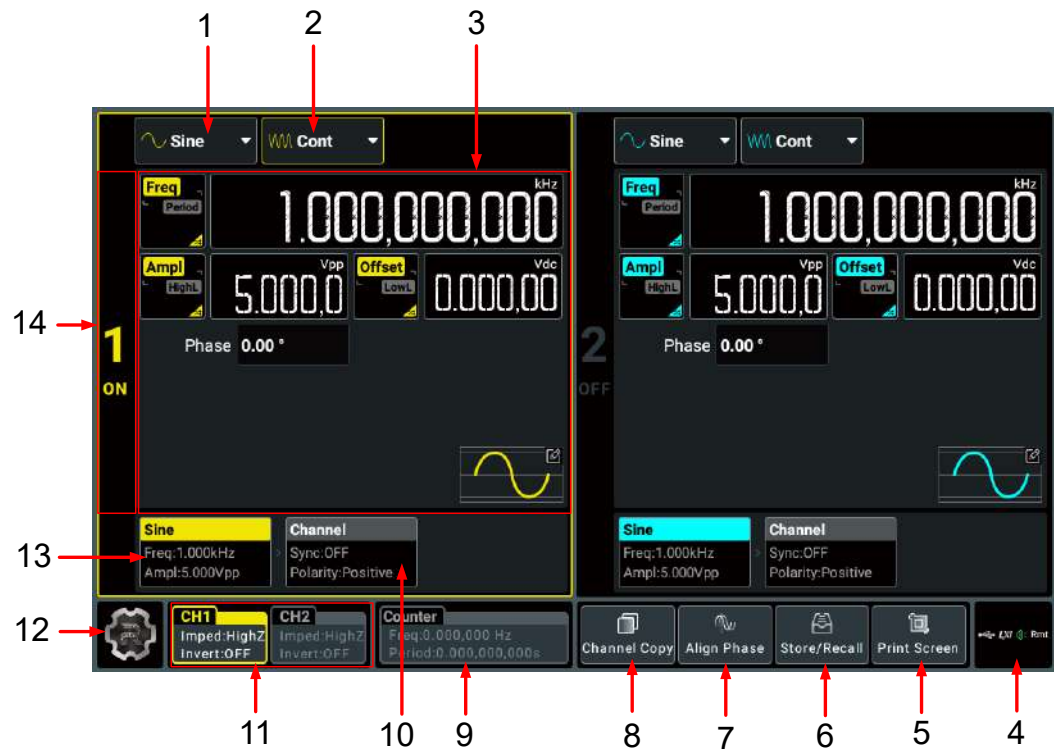 1 2 3
Sine Cont Sine Cont
Freq Period 1.000,000,000 kHz Freq Period 1.000,000,000 kHz
Ampl HighL 5.000,0 Vpp Offset LowL 0.000,00 Vdc Ampl HighL 5.000,0 Vpp Offset LowL 0.000,00 Vdc
14
1 Phase 0.00 ° 2 Phase 0.00 °
ON OFF
Sine Channel Sine Channel
13 Freq:1.000kHz Sync:OFF Freq:1.000kHz Sync:OFF
Ampl:5.000Vpp Polarity:Positive Ampl:5.000Vpp Polarity:Positive
CH1 CH2 Counter
12 Imped:HighZ Imped:HighZ Freq:0.000,000 Hz Channel Copy Align Phase Store/Recall Print Screen EXT Rmt
Invert:OFF Invert:OFF Period:0.000,000,000s
11 10 9 8 7 6 5 4